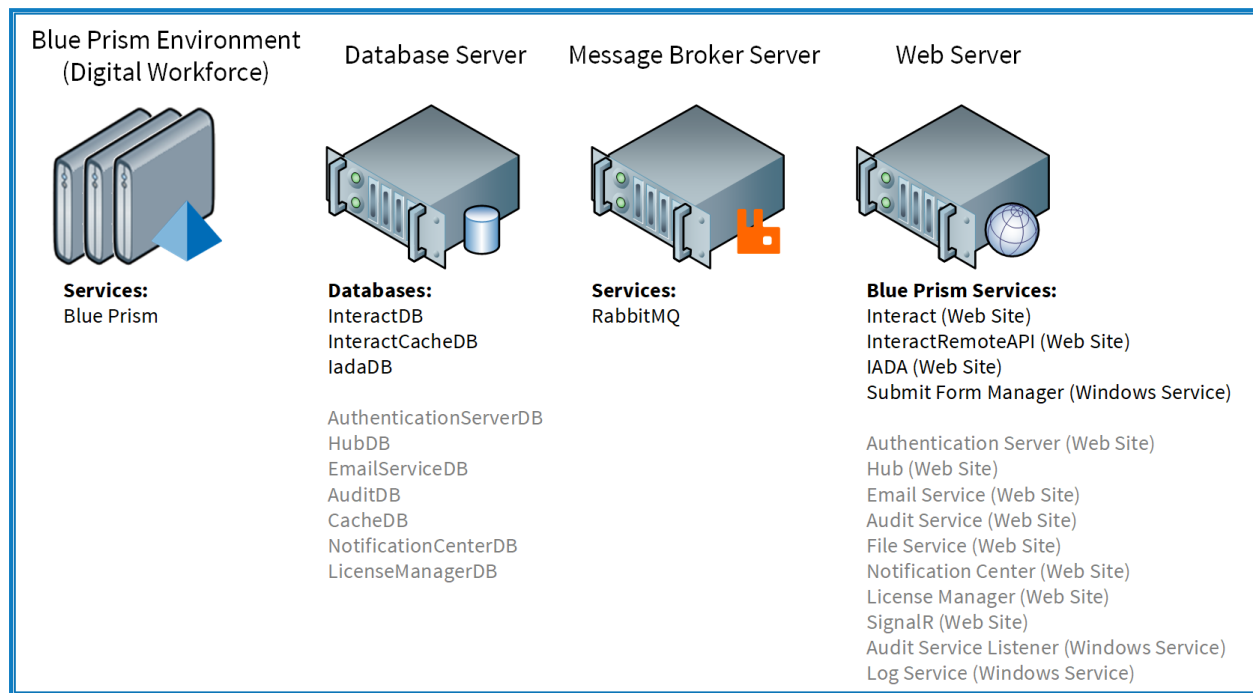 Blue Prism Environment
(Digital Workforce)
Services:
Blue Prism
Database Server
Databases:
InteractDB
InteractCacheDB
IadaDB
AuthenticationServerDB
HubDB
EmailServiceDB
AuditDB
CacheDB
NotificationCenterDB
LicenseManagerDB
Message Broker Server
Services:
RabbitMQ
Web Server
Blue Prism Services:
Interact (Web Site)
InteractRemoteAPI (Web Site)
IADA (Web Site)
Submit Form Manager (Windows Service)
Authentication Server (Web Site)
Hub (Web Site)
Email Service (Web Site)
Audit Service (Web Site)
File Service (Web Site)
Notification Center (Web Site)
License Manager (Web Site)
SignalR (Web Site)
Audit Service Listener (Windows Service)
Log Service (Windows Service)